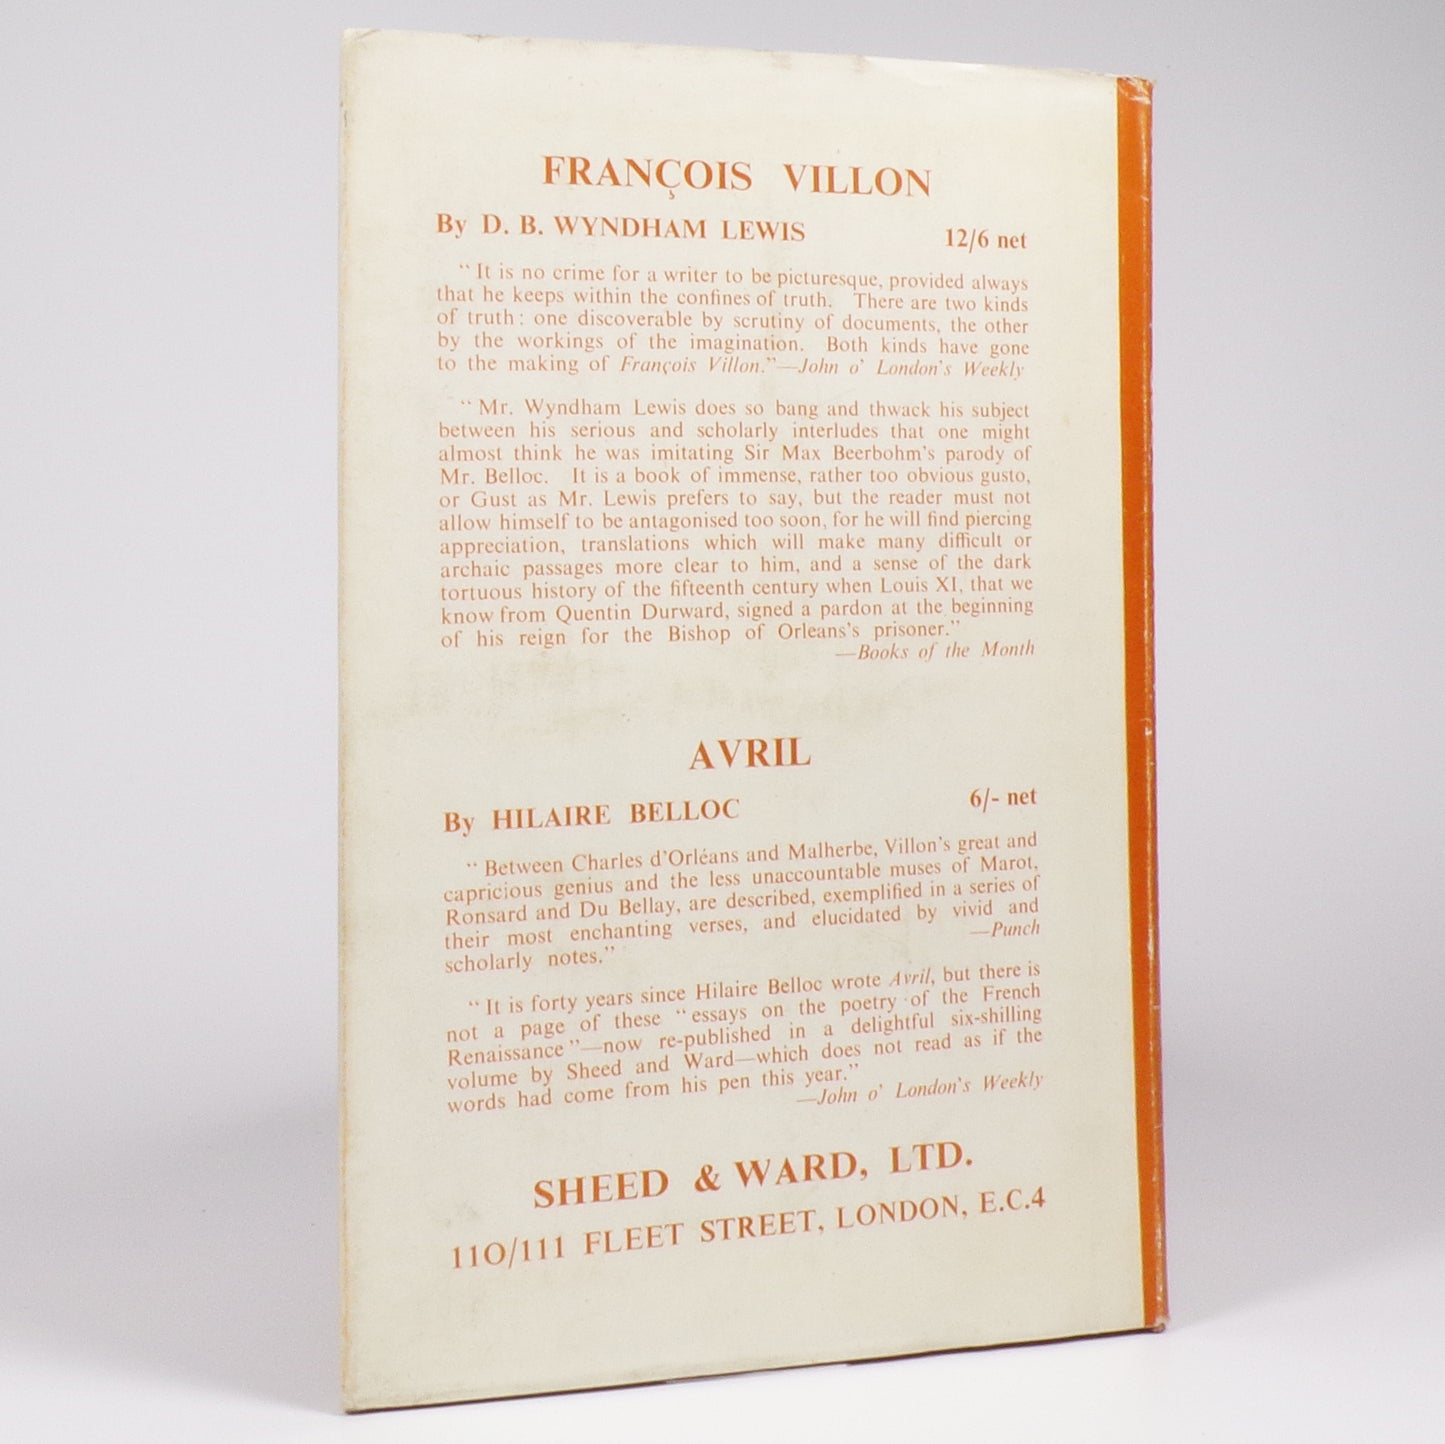 FRANÇOIS VILLON
By D. B. WYNDHAM LEWIS 12/6 net
“ It is no crime for a writer to be picturesque, provided always
that he keeps within the confines of truth. There are two kinds
of truth: one discoverable by scrutiny of documents, the other
by the workings of the imagination. Both kinds have gone
to the making of François Villon.”—John o' London's Weekly
“ Mr. Wyndham Lewis does so bang and thwack his subject
between his serious and scholarly interludes that one might
almost think he was imitating Sir Max Beerbohm's parody of
Mr. Belloc. It is a book of immense, rather too obvious gusto,
or Gust as Mr. Lewis prefers to say, but the reader must not
allow himself to be antagonised too soon, for he will find piercing
appreciation, translations which will make many difficult or
archaic passages more clear to him, and a sense of the dark
tortuous history of the fifteenth century when Louis XI, that we
know from Quentin Durward, signed a pardon at the beginning
of his reign for the Bishop of Orleans's prisoner.”
—Books of the Month
AVRIL
By HILAIRE BELLOC 6/- net
“ Between Charles d'Orléans and Malherbe, Villon's great and
capricious genius and the less unaccountable muses of Marot,
Ronsard and Du Bellay, are described, exemplified in a series of
their most enchanting verses, and elucidated by vivid and
scholarly notes.” —Punch
“ It is forty years since Hilaire Belloc wrote Avril, but there is
not a page of these “ essays on the poetry of the French
Renaissance ”—now re-published in a delightful six-shilling
volume by Sheed and Ward—which does not read as if the
words had come from his pen this year.”
—John o' London's Weekly
SHEED & WARD, LTD.
110/111 FLEET STREET, LONDON, E.C.4